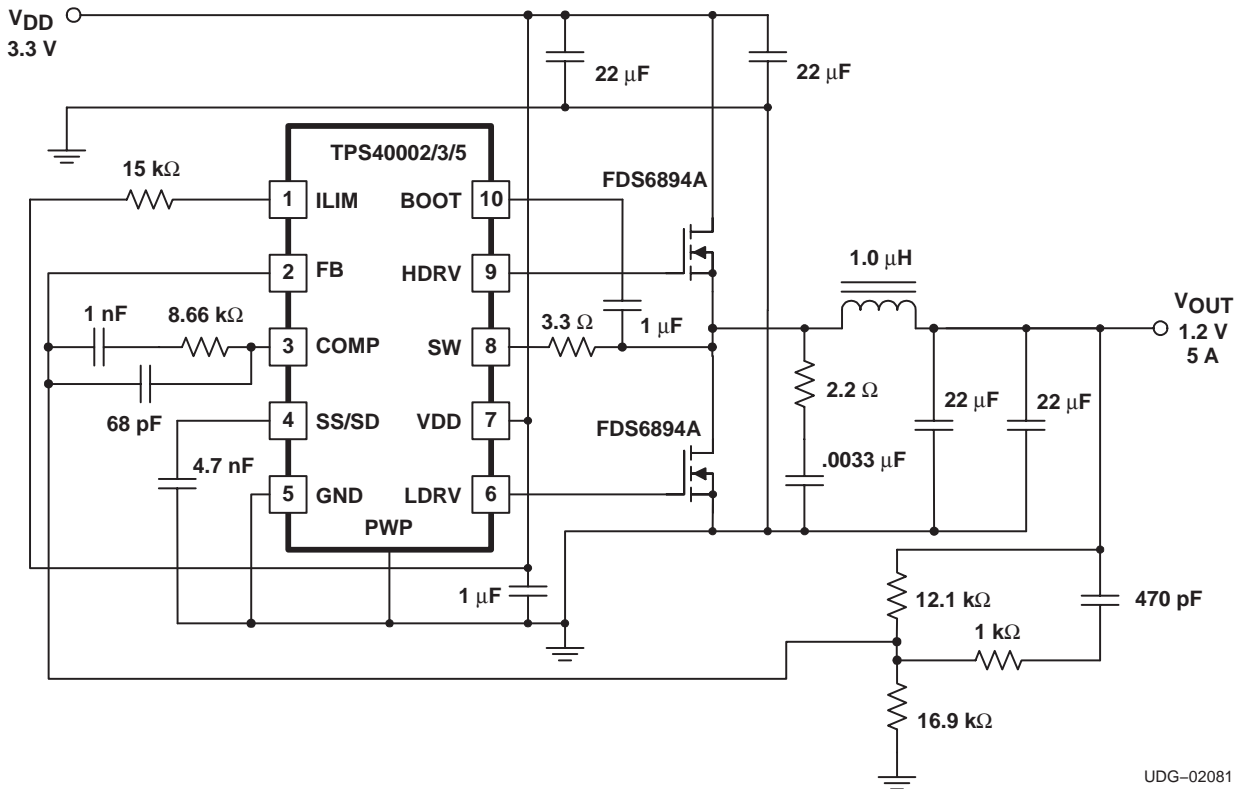 VDD
3.3 V
22 μF
22 μF
TPS40002/3/5
15 kΩ
FDS6894A
1 ILIM BOOT 10
1.0 μH
2 FB HDRV 9
VOUT
1.2 V
5 A
1 nF
8.66 kΩ
3.3 Ω
1 μF
3 COMP SW 8
2.2 Ω
68 pF
22 μF
22 μF
4 SS/SD VDD 7
FDS6894A
4.7 nF
.0033 μF
5 GND LDRV 6
PWP
1 μF
12.1 kΩ
470 pF
1 kΩ
16.9 kΩ
UDG–02081